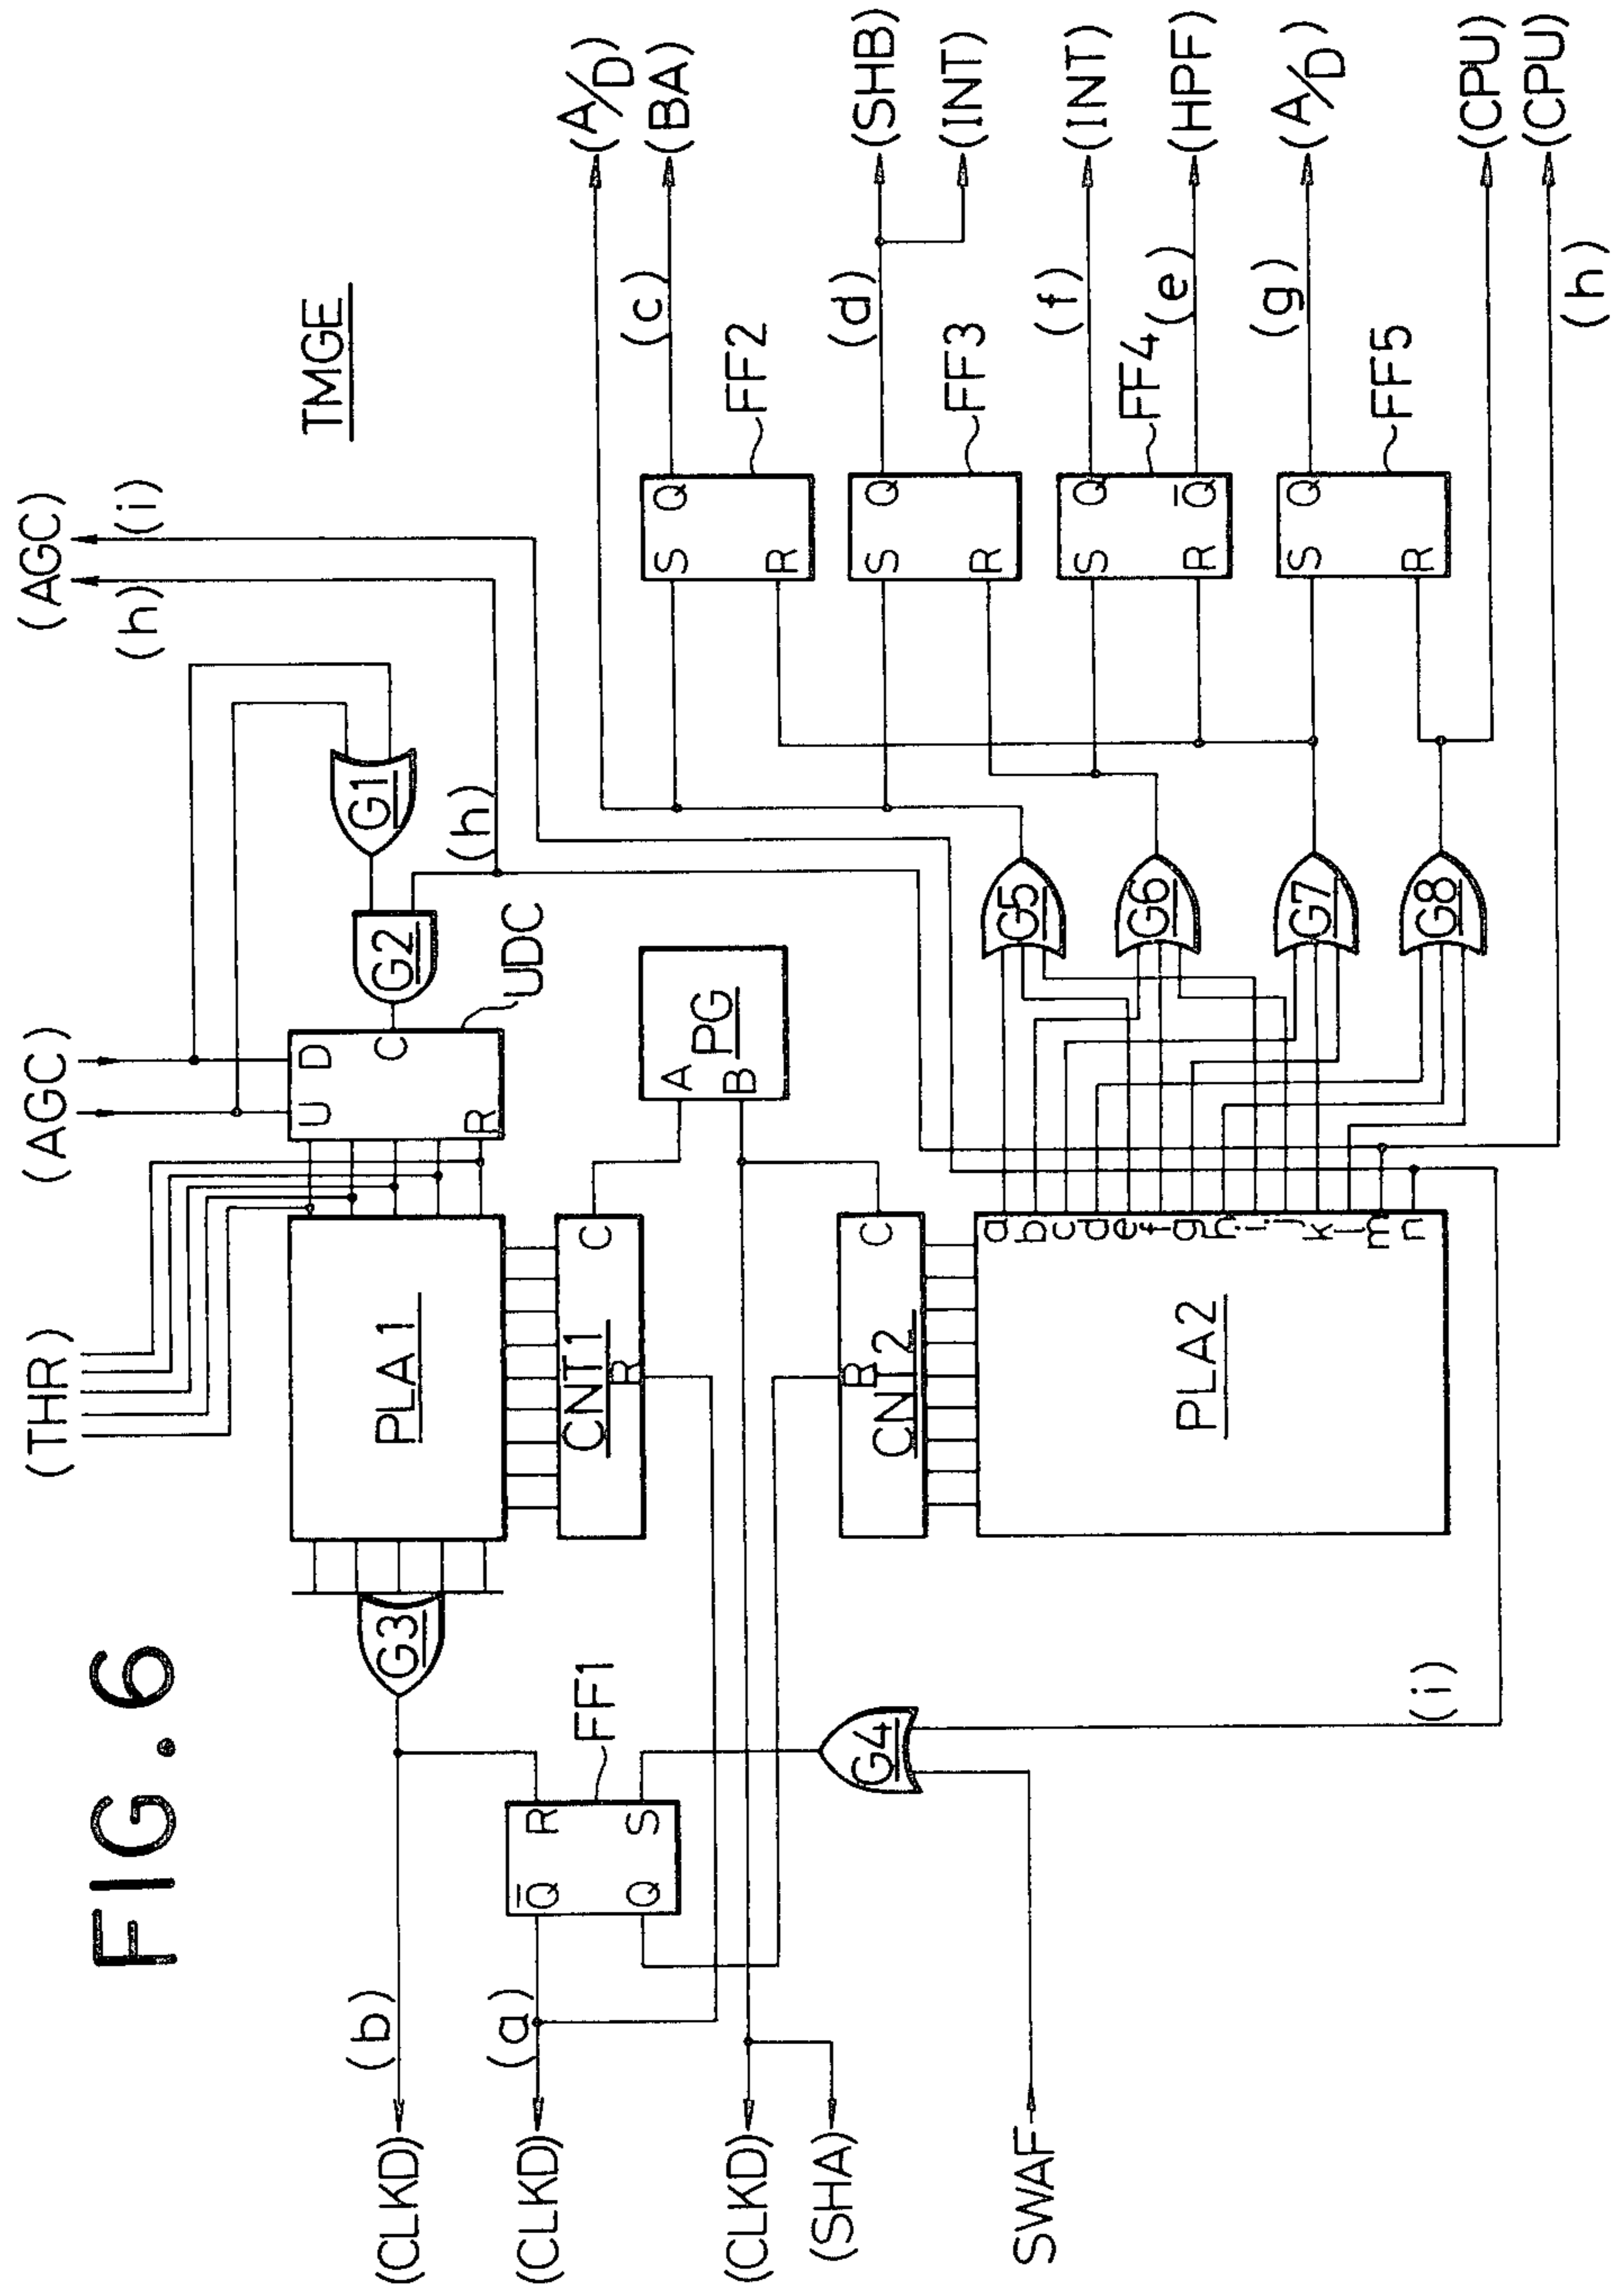 FIG. 6
TMGE
(THR)
(AGC)
(AGC)
(h)
(i)
(b)
(CLKD)
G3
PLA1
U
D
C
R
UDC
G2
G1
(h)
(a)
(CLKD)
Q
R
Q
S
FF1
CNT1
C
R
A
B
PG
(CLKD)
(SHA)
SWAF
G4
(i)
CNT2
C
R
PLA2
a
b
c
d
e
f
g
h
i
j
k
l
m
n
G5
G6
G7
G8
S
Q
R
FF2
(c)
(A/D)
(BA)
S
Q
R
FF3
(d)
(SHB)
(INT)
S
Q
R
Q
FF4
(f)
(INT)
(e)
(HPF)
S
Q
R
FF5
(g)
(A/D)
(CPU)
(CPU)
(h)